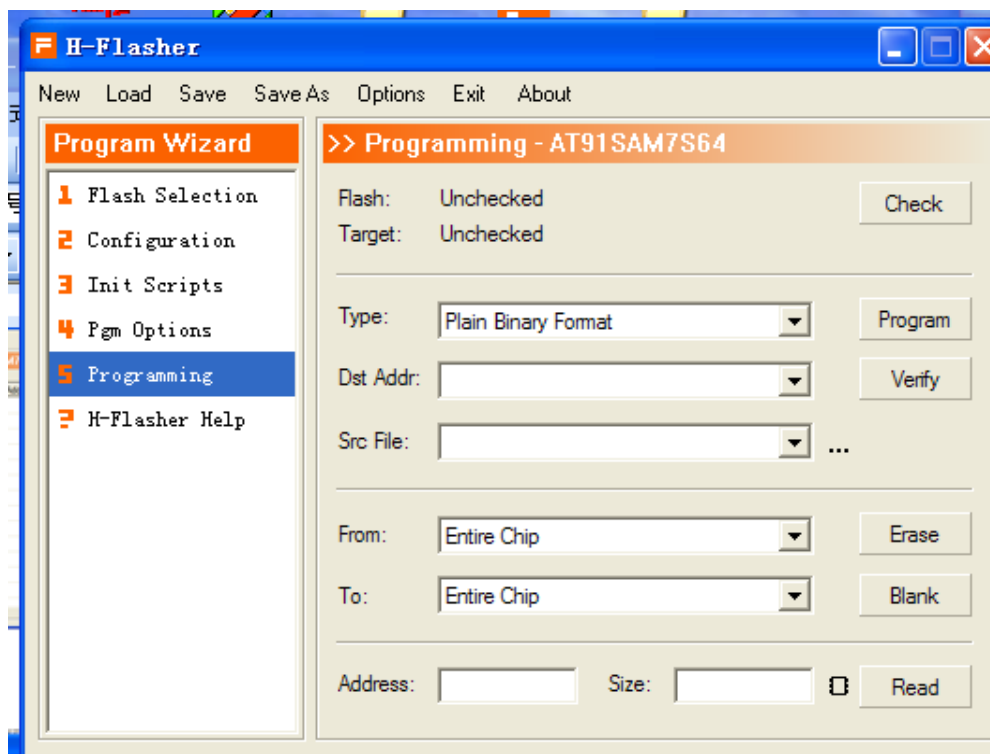 H-Flasher
New Load Save Save As Options Exit About
Program Wizard
1 Flash Selection
2 Configuration
3 Init Scripts
4 Pgm Options
5 Programming
? H-Flasher Help
>> Programming - AT91SAM7S64
Flash: Unchecked Check
Target: Unchecked
Type: Plain Binary Format Program
Dst Addr: Verify
Src File: ...
From: Entire Chip Erase
To: Entire Chip Blank
Address: Size: Read